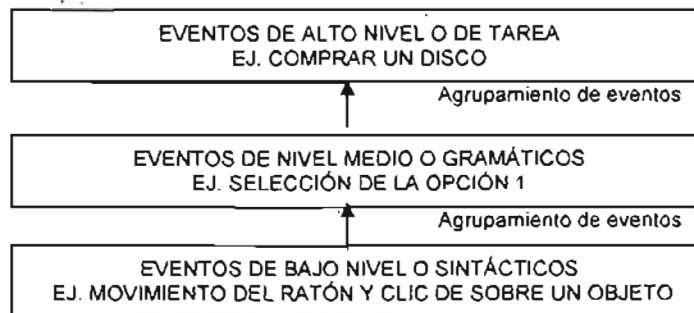 EVENTOS DE ALTO NIVEL O DE TAREA
EJ. COMPRAR UN DISCO
Agrupamiento de eventos
EVENTOS DE NIVEL MEDIO O GRAMÁTICOS
EJ. SELECCIÓN DE LA OPCIÓN 1
Agrupamiento de eventos
EVENTOS DE BAJO NIVEL O SINTÁCTICOS
EJ. MOVIMIENTO DEL RATÓN Y CLIC DE SOBRE UN OBJETO